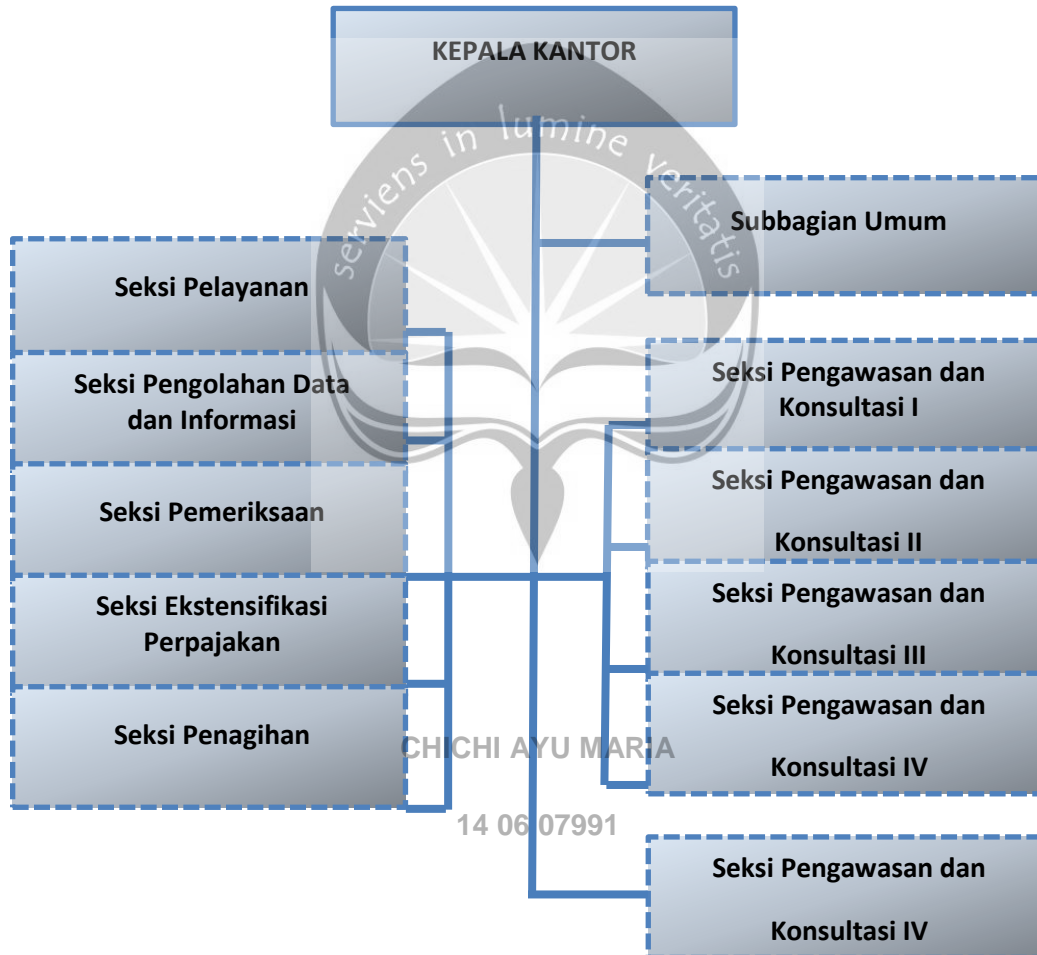 KEPALA KANTOR
serviens in lumine veritatis
Subbagian Umum
Seksi Pelayanan
Seksi Pengolahan Data
dan Informasi
Seksi Pemeriksaan
Seksi Ekstensifikasi
Perpajakan
Seksi Penagihan
Seksi Pengawasan dan
Konsultasi I
Seksi Pengawasan dan
Konsultasi II
Seksi Pengawasan dan
Konsultasi III
Seksi Pengawasan dan
Konsultasi IV
CHICHI AYU MARIA
14 06 07991
Seksi Pengawasan dan
Konsultasi IV